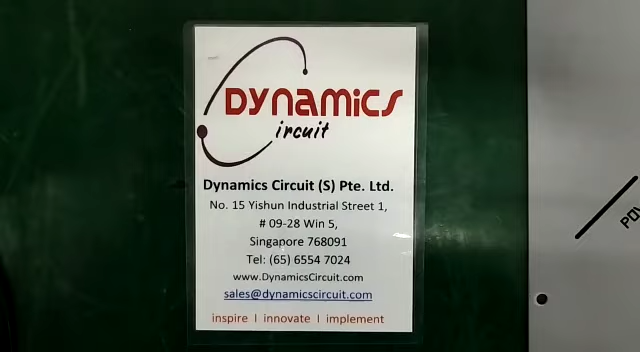 Dynamics
ircuit
Dynamics Circuit (S) Pte. Ltd.
No. 15 Yishun Industrial Street 1,
# 09-28 Win 5,
Singapore 768091
Tel: (65) 6554 7024
www.DynamicsCircuit.com
sales@dynamicscircuit.com
inspire | innovate | implement